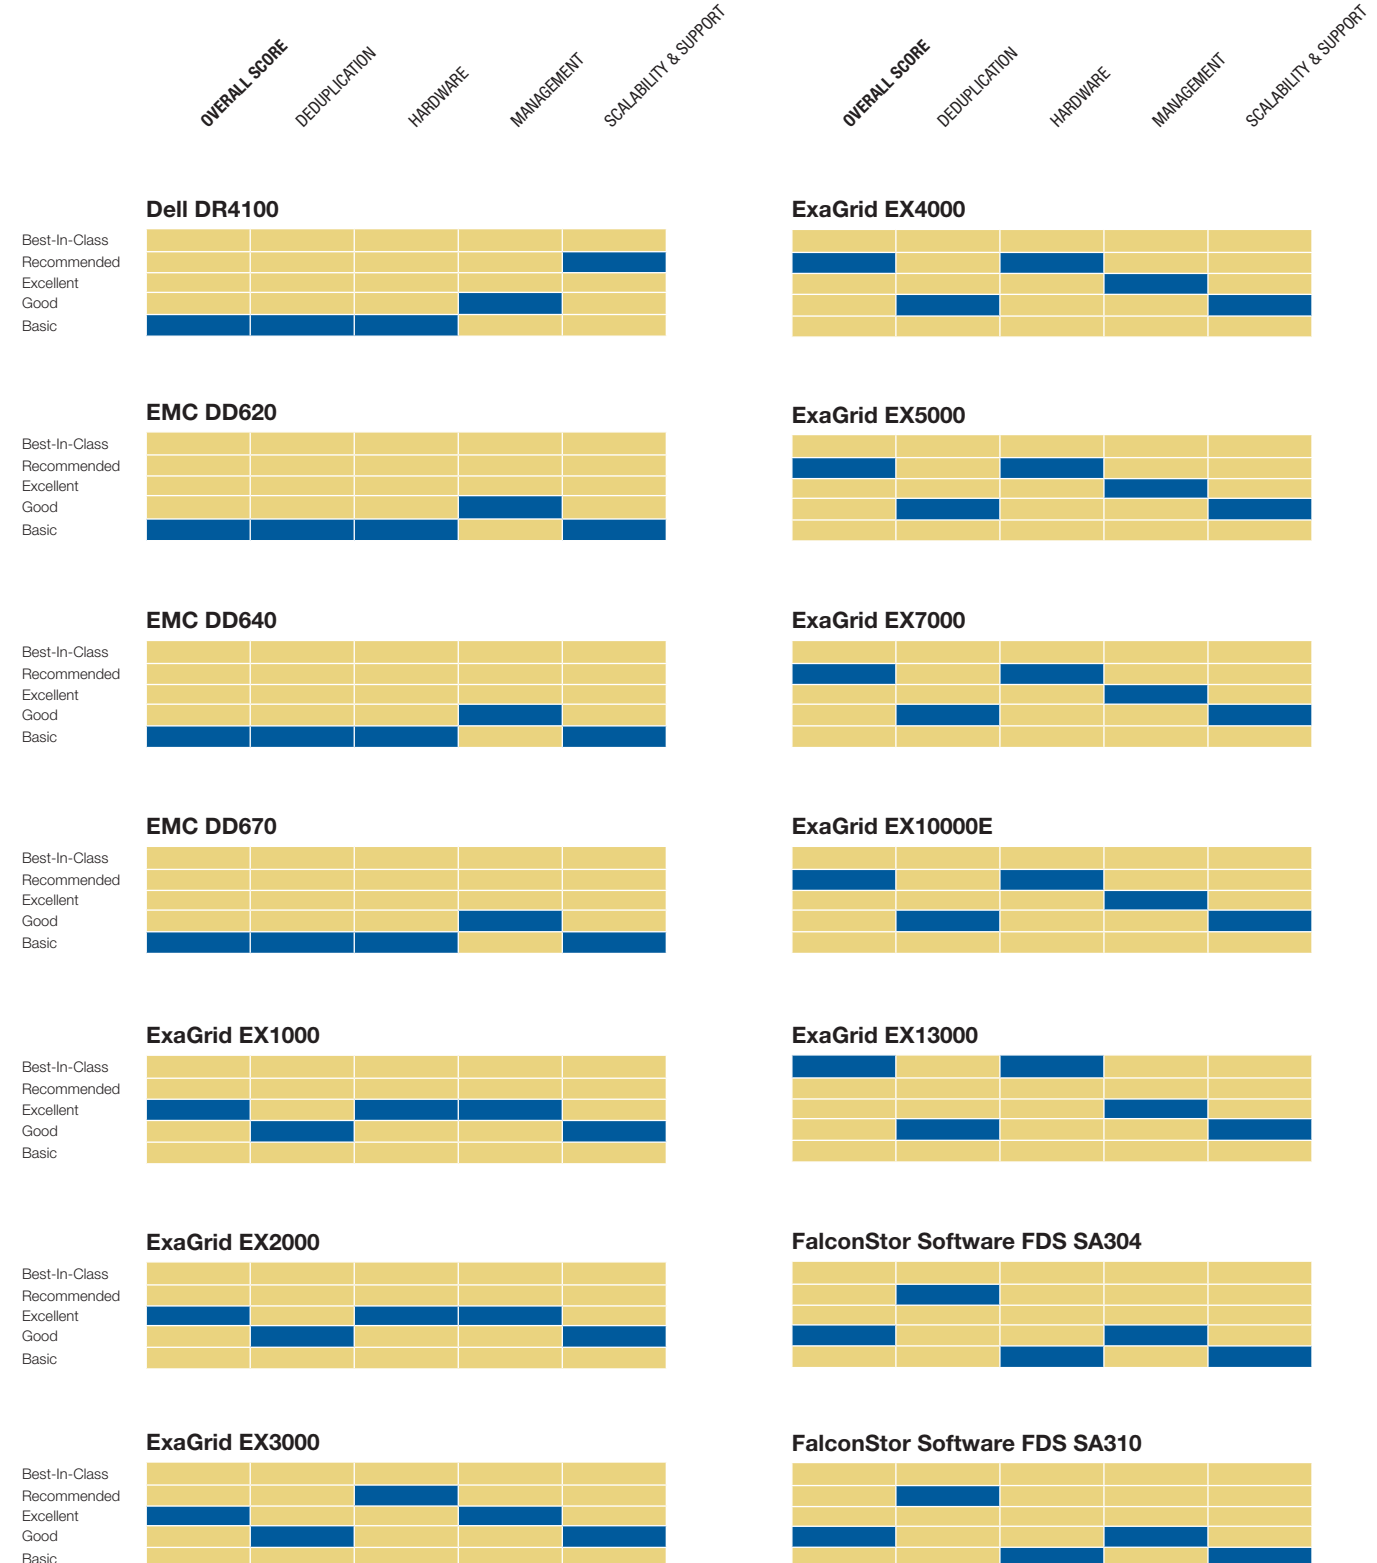 OVERALL SCORE
DEDUPLICATION
HARDWARE
MANAGEMENT
SCALABILITY & SUPPORT
OVERALL SCORE
DEDUPLICATION
HARDWARE
MANAGEMENT
SCALABILITY & SUPPORT
Dell DR4100
Best-In-Class
Recommended
Excellent
Good
Basic
ExaGrid EX4000
EMC DD620
Best-In-Class
Recommended
Excellent
Good
Basic
ExaGrid EX5000
EMC DD640
Best-In-Class
Recommended
Excellent
Good
Basic
ExaGrid EX7000
EMC DD670
Best-In-Class
Recommended
Excellent
Good
Basic
ExaGrid EX10000E
ExaGrid EX1000
Best-In-Class
Recommended
Excellent
Good
Basic
ExaGrid EX13000
ExaGrid EX2000
Best-In-Class
Recommended
Excellent
Good
Basic
FalconStor Software FDS SA304
ExaGrid EX3000
Best-In-Class
Recommended
Excellent
Good
Basic
FalconStor Software FDS SA310